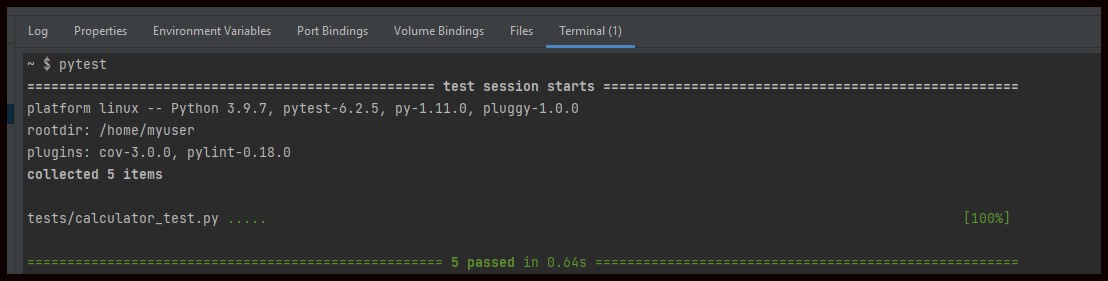 Log Properties Environment Variables Port Bindings Volume Bindings Files Terminal (1)
~ $ pytest
=================================================== test session starts ====================================================
platform linux -- Python 3.9.7, pytest-6.2.5, py-1.11.0, pluggy-1.0.0
rootdir: /home/myuser
plugins: cov-3.0.0, pylint-0.18.0
collected 5 items
tests/calculator_test.py ..... [100%]
==================================================== 5 passed in 0.64s =====================================================